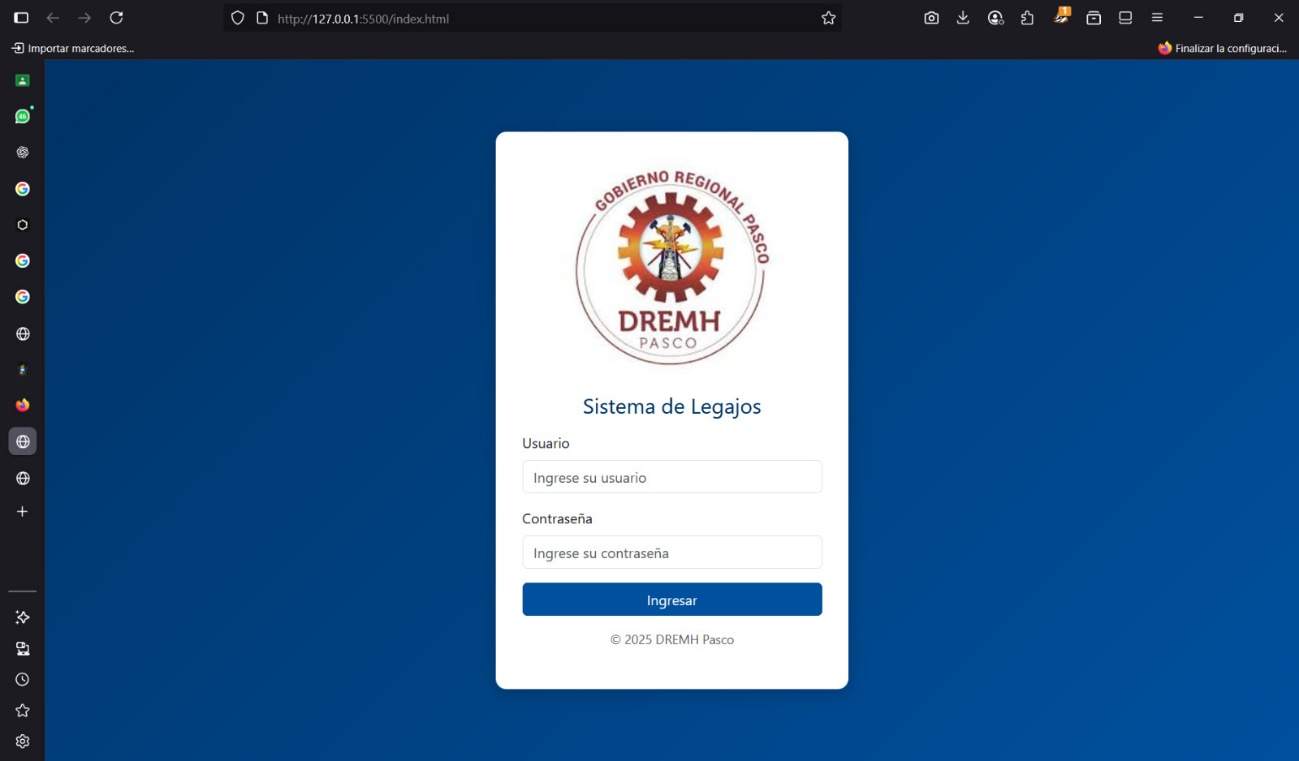 http://127.0.0.1:5500/index.html
1
Importar marcadores...
Finalizar la configuraci...
GOBIERNO REGIONAL PASCO
DREMH
PASCO
Sistema de Legajos
Usuario
Ingrese su usuario
Contraseña
Ingrese su contraseña
Ingresar
© 2025 DREMH Pasco